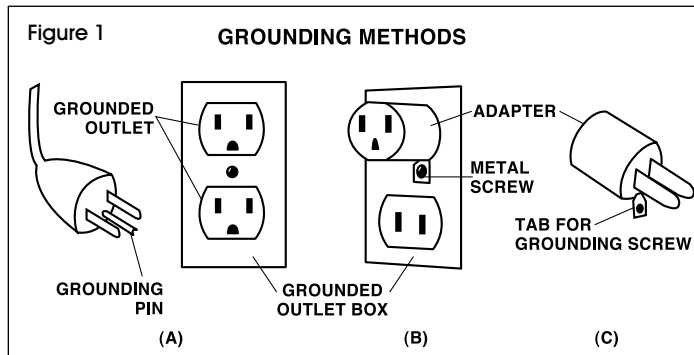 Figure 1
GROUNDING METHODS
GROUNDED
OUTLET
ADAPTER
METAL
SCREW
TAB FOR
GROUNDING SCREW
GROUNDING
PIN
GROUNDED
OUTLET BOX
(A)
(B)
(C)